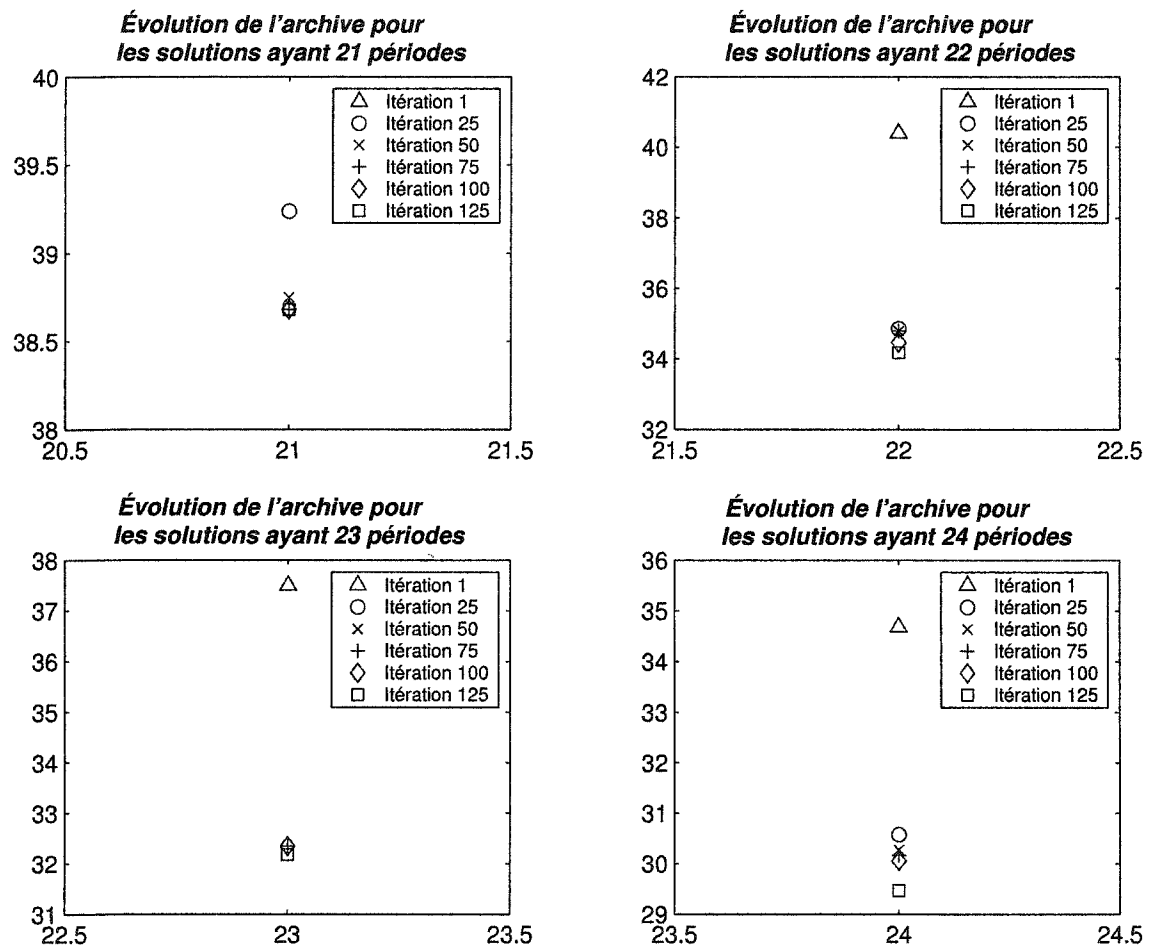 Évolution de l'archive pour
les solutions ayant 21 périodes
40
39.5
39
38.5
38
20.5 21 21.5
Itération 1
Itération 25
Itération 50
Itération 75
Itération 100
Itération 125
Évolution de l'archive pour
les solutions ayant 22 périodes
42
40
38
36
34
32
21.5 22 22.5
Itération 1
Itération 25
Itération 50
Itération 75
Itération 100
Itération 125
Évolution de l'archive pour
les solutions ayant 23 périodes
38
37
36
35
34
33
32
31
22.5 23 23.5
Itération 1
Itération 25
Itération 50
Itération 75
Itération 100
Itération 125
Évolution de l'archive pour
les solutions ayant 24 périodes
36
35
34
33
32
31
30
29
23.5 24 24.5
Itération 1
Itération 25
Itération 50
Itération 75
Itération 100
Itération 125